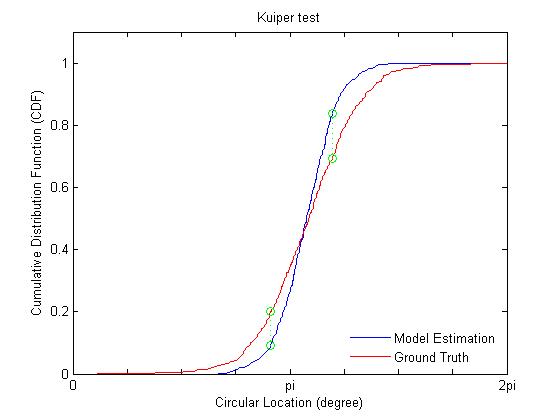 Kuiper test
Cumulative Distribution Function (CDF)
1
0.8
0.6
0.4
0.2
0
0
pi
2pi
Circular Location (degree)
Model Estimation
Ground Truth